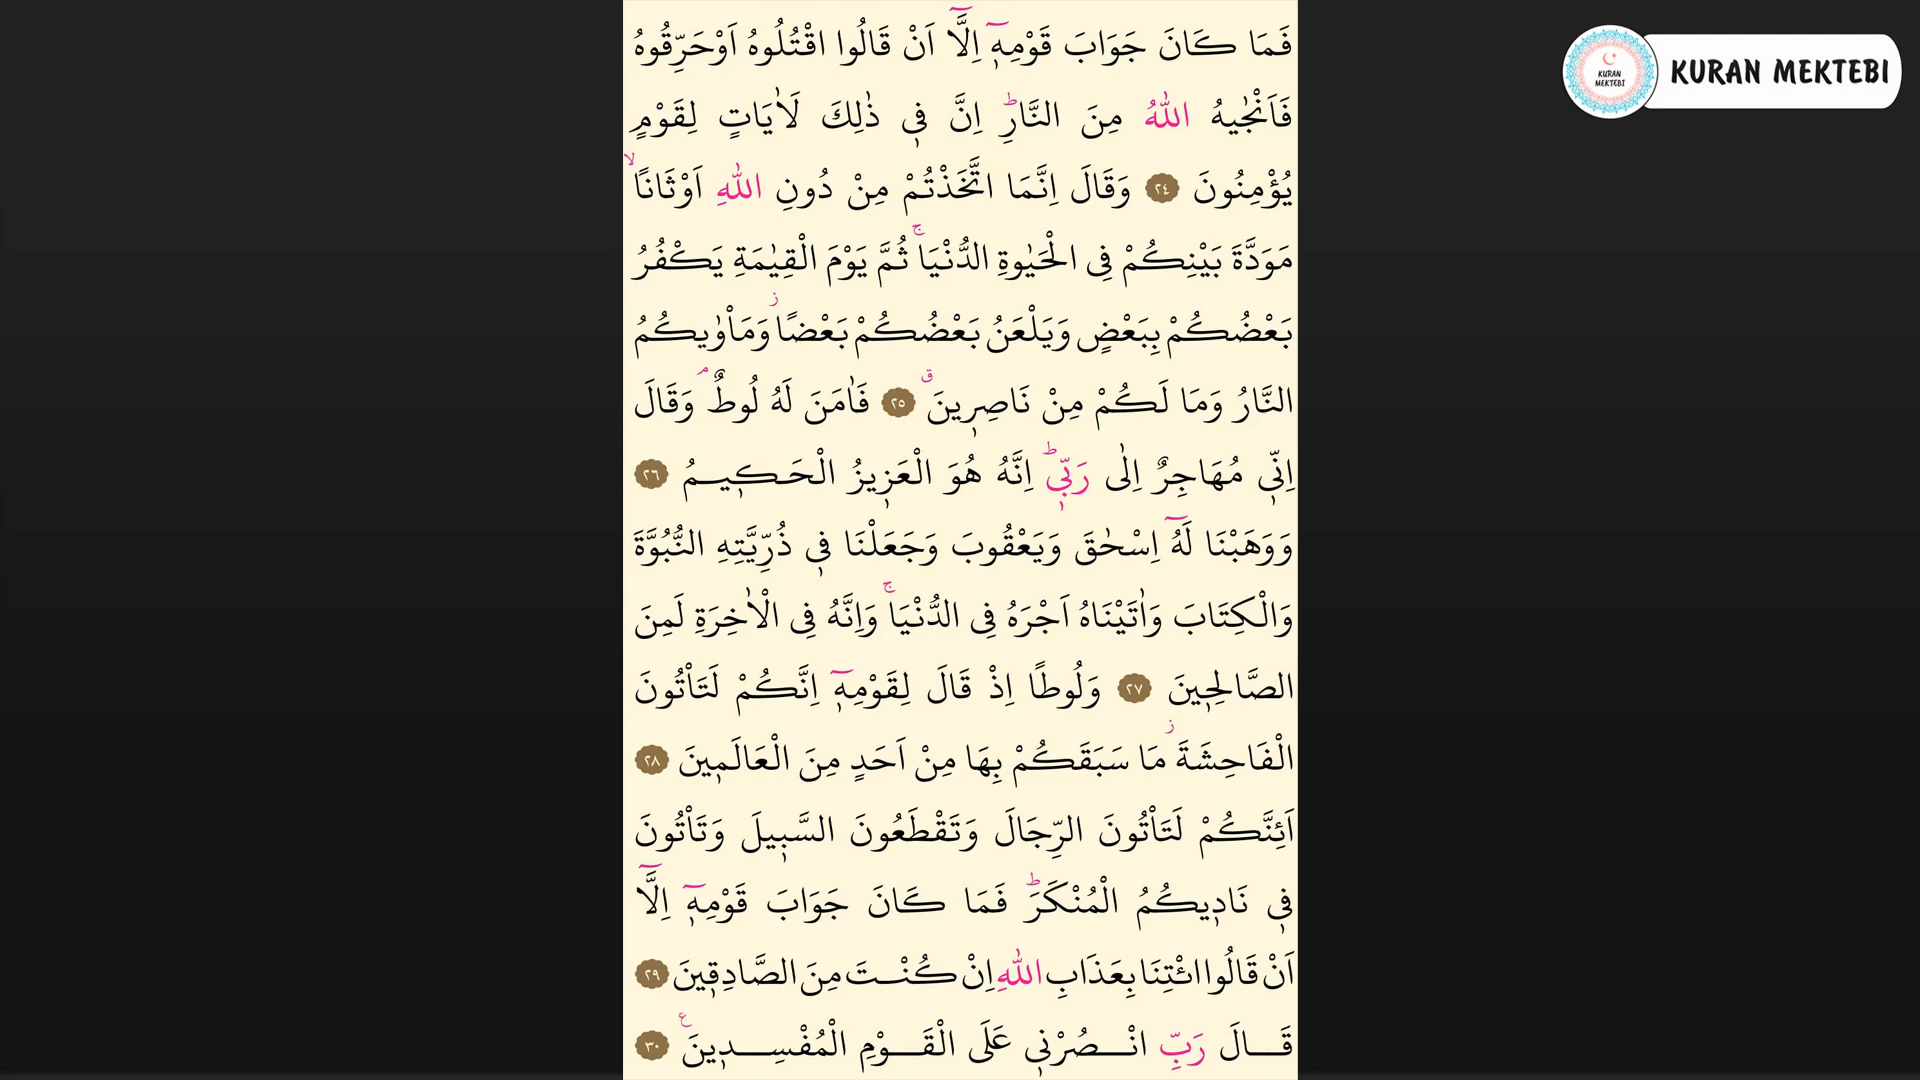 فَمَا كَانَ جَوَابَ قَوْمِه۪ٓ اِلَّٓا اَنْ قَالُوا اقْتُلُوهُ اَوْحَرِّقُوهُ
فَاَنْجٰيهُ اللّٰهُ مِنَ النَّارِۜ اِنَّ ف۪ي ذٰلِكَ لَاٰيَاتٍ لِقَوْمٍ
يُؤْمِنُونَ ﴿٢٤﴾ وَقَالَ اِنَّمَا اتَّخَذْتُمْ مِنْ دُونِ اللّٰهِ اَوْثَانًاۙ
مَوَدَّةَ بَيْنِكُمْ فِي الْحَيٰوةِ الدُّنْيَاۚ ثُمَّ يَوْمَ الْقِيٰمَةِ يَكْفُرُ
بَعْضُكُمْ بِبَعْضٍ وَيَلْعَنُ بَعْضُكُمْ بَعْضًاۘ وَمَأْوٰيكُمُ
النَّارُ وَمَا لَكُمْ مِنْ نَاصِر۪ينَۗ ﴿٢٥﴾ فَاٰمَنَ لَهُ لُوطٌۢ وَقَالَ
اِنّ۪ي مُهَاجِرٌ اِلٰى رَبّ۪يۜ اِنَّهُ هُوَ الْعَز۪يزُ الْحَك۪يمُ ﴿٢٦﴾
وَوَهَبْنَا لَهُٓ اِسْحٰقَ وَيَعْقُوبَ وَجَعَلْنَا ف۪ي ذُرِّيَّتِهِ النُّبُوَّةَ
وَالْكِتَابَ وَاٰتَيْنَاهُ اَجْرَهُ فِي الدُّنْيَاۚ وَاِنَّهُ فِي الْاٰخِرَةِ لَمِنَ
الصَّالِح۪ينَ ﴿٢٧﴾ وَلُوطًا اِذْ قَالَ لِقَوْمِه۪ٓ اِنَّكُمْ لَتَأْتُونَ
الْفَاحِشَةَۘ مَا سَبَقَكُمْ بِهَا مِنْ اَحَدٍ مِنَ الْعَالَم۪ينَ ﴿٢٨﴾
اَئِنَّكُمْ لَتَأْتُونَ الرِّجَالَ وَتَقْطَعُونَ السَّب۪يلَ وَتَأْتُونَ
ف۪ي نَاد۪يكُمُ الْمُنْكَرَۜ فَمَا كَانَ جَوَابَ قَوْمِه۪ٓ اِلَّٓا
اَنْ قَالُوا ائْتِنَا بِعَذَابِ اللّٰهِ اِنْ كُنْتَ مِنَ الصَّادِق۪ينَ ﴿٢٩﴾
قَالَ رَبِّ انْصُرْن۪ي عَلَى الْقَوْمِ الْمُفْسِد۪ينَ۟ ﴿٣٠﴾
KURAN MEKTEBI
KURAN
MEKTEBI